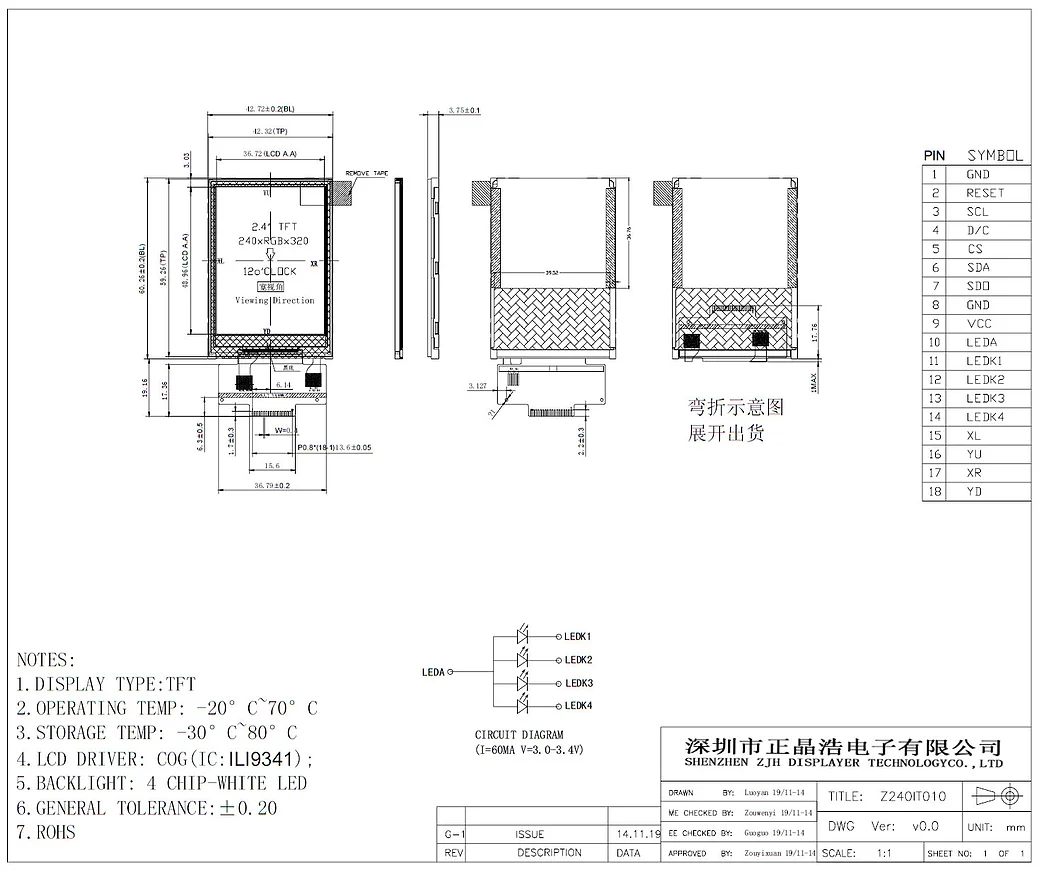 42.72±0.2(BL)
42.32(TP)
36.72(LCD A.A)
3.03
REMOVE TAPE
3.75±0.1
60.26±0.2(BL)
59.26(TP)
48.96(LCD A.A)
YU
2.41 TFT
240xRGBx320
XL
XR
12o'CLOCK
Viewing Direction
YD
19.16
17.36
6.14
6.3±0.5
1.7±0.3
P0.8*(18-1)13.6±0.05
15.6
36.79±0.2
36.76
39.52
3.127
2.2±0.3
17.76
1MAX
弯折示意图
展开出货
PIN SYMBOL
1 GND
2 RESET
3 SCL
4 D/C
5 CS
6 SDA
7 SDO
8 GND
9 VCC
10 LEDA
11 LEDK1
12 LEDK2
13 LEDK3
14 LEDK4
15 XL
16 YU
17 XR
18 YD
LEDA
LEDK1
LEDK2
LEDK3
LEDK4
CIRCUIT DIAGRAM
(I=60MA V=3.0-3.4V)
NOTES:
1.DISPLAY TYPE:TFT
2.OPERATING TEMP: -20° C~70° C
3.STORAGE TEMP: -30° C~80° C
4.LCD DRIVER: COG(IC:ILI9341);
5.BACKLIGHT: 4 CHIP-WHITE LED
6.GENERAL TOLERANCE:±0.20
7.ROHS
G-1 ISSUE 14.11.19
REV DESCRIPTION DATA
深圳市正晶浩电子有限公司
SHENZHEN ZJH DISPLAYER TECHNOLOGYCO.,LTD
DRAWN BY: Luoyan 19/11-14
ME CHECKED BY: Zouwenyi 19/11-14
EE CHECKED BY: Guoguo 19/11-14
APPROVED BY: Zouyixuan 19/11-14
TITLE: Z240IT010
DWG Ver: v0.0
UNIT: mm
SCALE: 1:1
SHEET NO: 1 OF 1